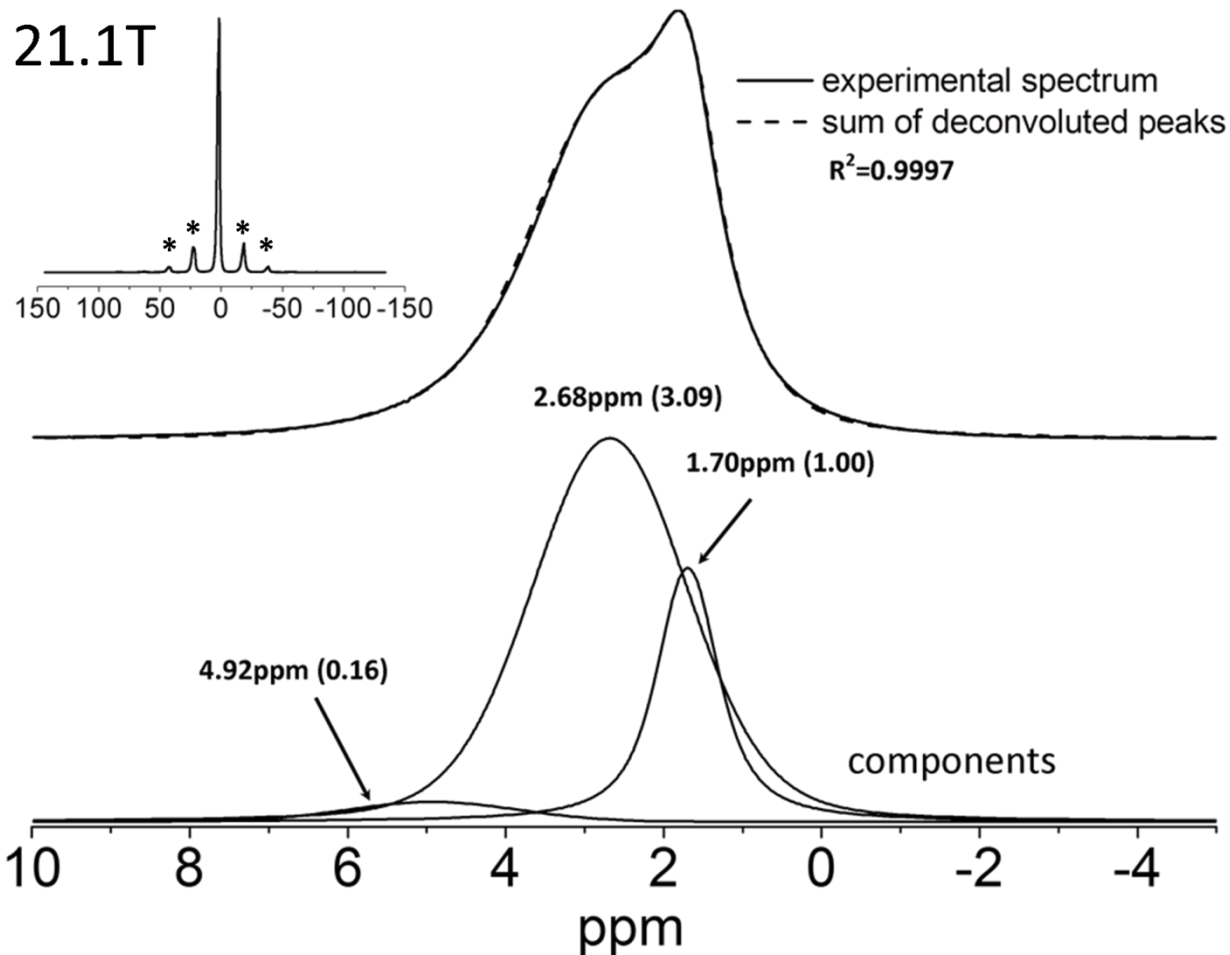 21.1T
experimental spectrum
sum of deconvoluted peaks
R²=0.9997
* * * *
150 100 50 0 -50 -100 -150
2.68ppm (3.09)
1.70ppm (1.00)
4.92ppm (0.16)
components
10 8 6 4 2 0 -2 -4
ppm